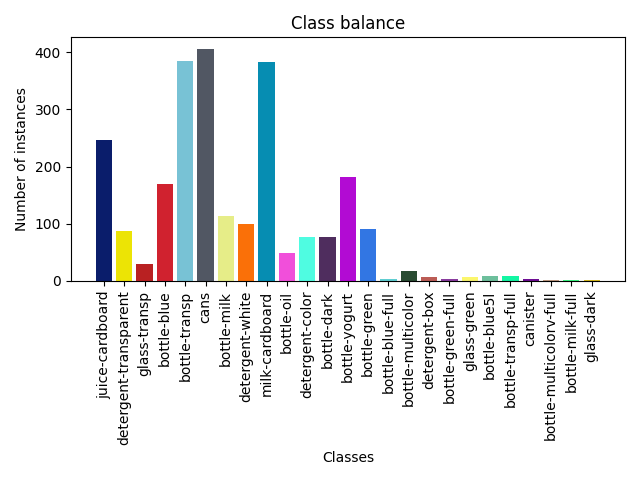 Class balance
Number of instances
400
300
200
100
0
juice-cardboard
detergent-transparent
glass-transp
bottle-blue
bottle-transp
cans
bottle-milk
detergent-white
milk-cardboard
bottle-oil
detergent-color
bottle-dark
bottle-yogurt
bottle-green
bottle-blue-full
bottle-multicolor
detergent-box
bottle-green-full
glass-green
bottle-blue5l
bottle-transp-full
canister
bottle-multicolorv-full
bottle-milk-full
glass-dark
Classes